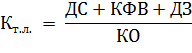 Кт.л. = (ДС + КФВ + ДЗ) / КО